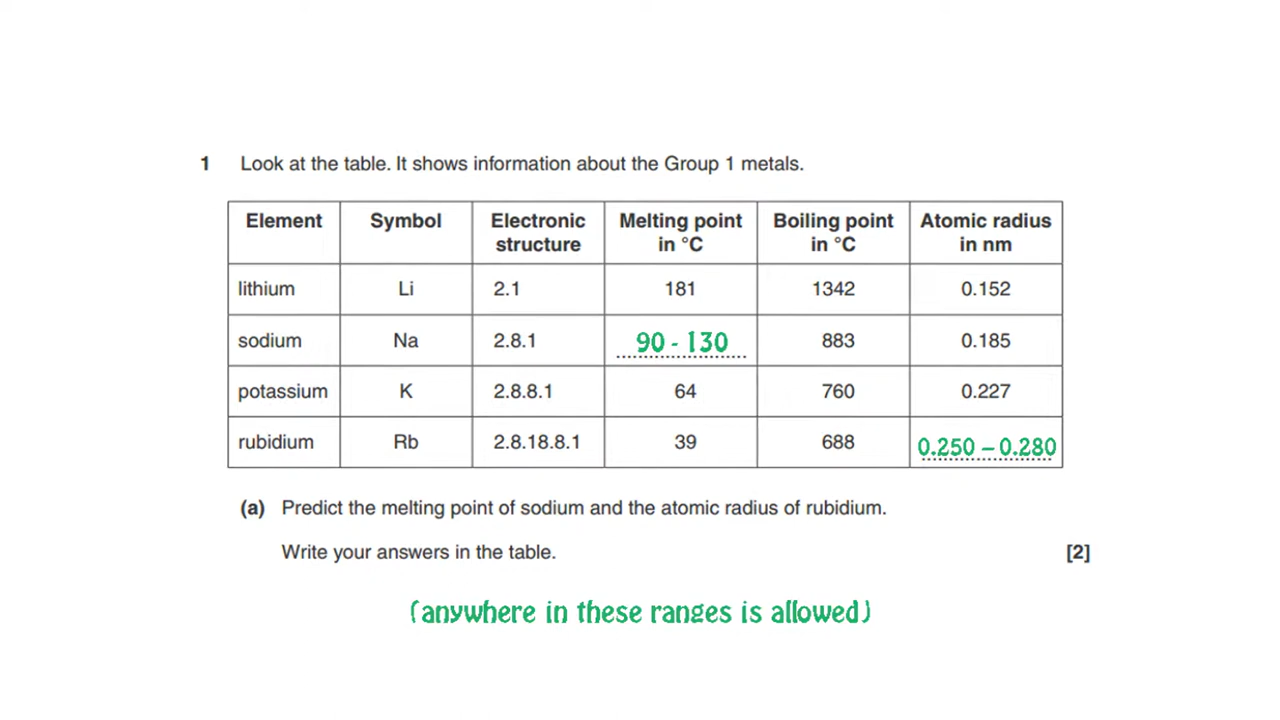 1 Look at the table. It shows information about the Group 1 metals.
Element Symbol Electronic structure Melting point in °C Boiling point in °C Atomic radius in nm
lithium Li 2.1 181 1342 0.152
sodium Na 2.8.1 90 - 130 883 0.185
potassium K 2.8.8.1 64 760 0.227
rubidium Rb 2.8.18.8.1 39 688 0.250 – 0.280
(a) Predict the melting point of sodium and the atomic radius of rubidium.
Write your answers in the table. [2]
(anywhere in these ranges is allowed)